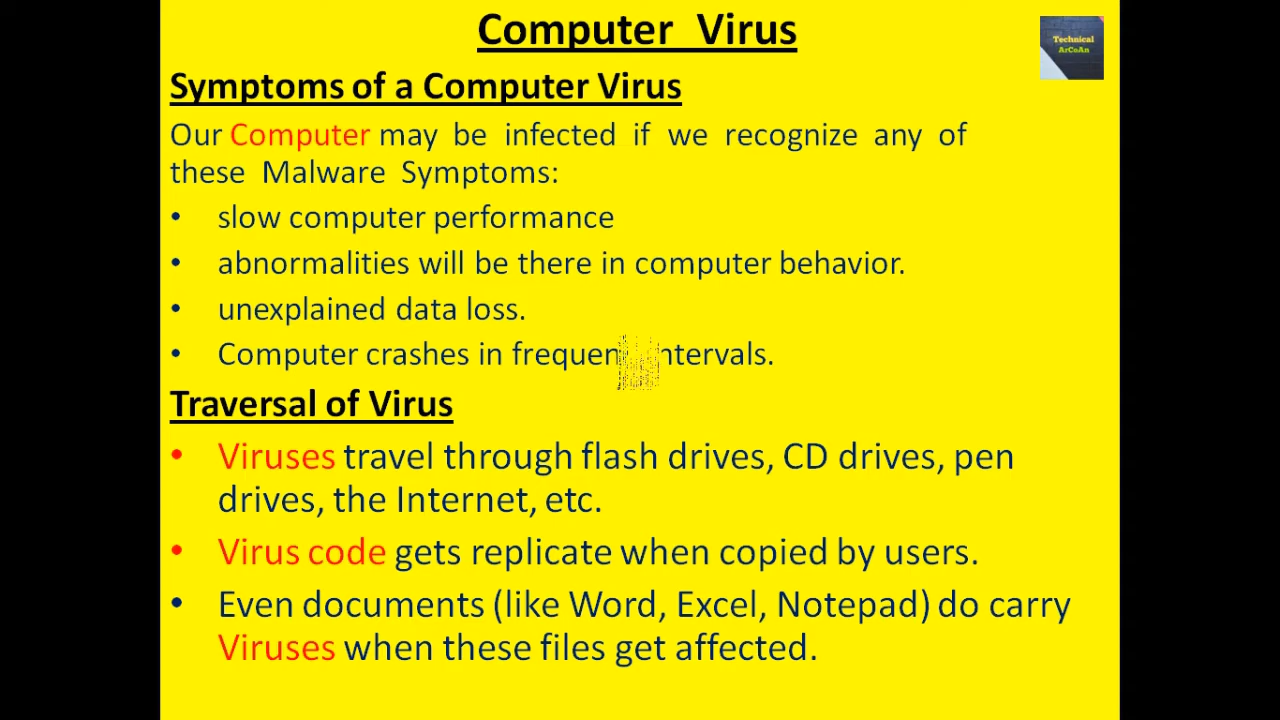 Computer Virus
Technical
ArCoAn
Symptoms of a Computer Virus
Our Computer may be infected if we recognize any of
these Malware Symptoms:
• slow computer performance
• abnormalities will be there in computer behavior.
• unexplained data loss.
• Computer crashes in frequent intervals.
Traversal of Virus
• Viruses travel through flash drives, CD drives, pen
drives, the Internet, etc.
• Virus code gets replicate when copied by users.
• Even documents (like Word, Excel, Notepad) do carry
Viruses when these files get affected.